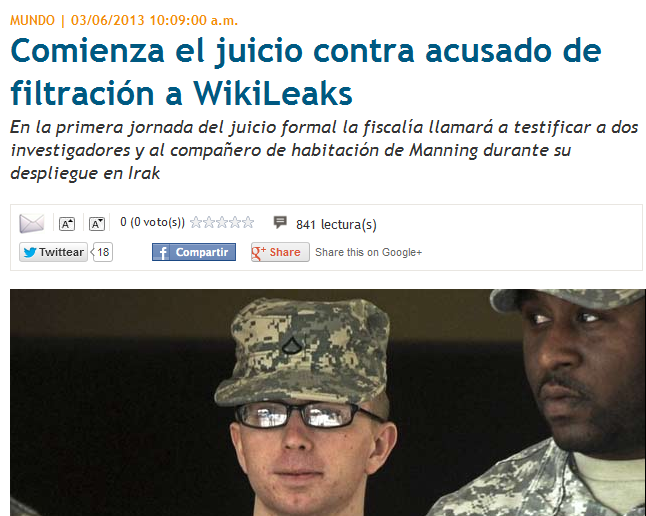 MUNDO | 03/06/2013 10:09:00 a.m.
Comienza el juicio contra acusado de
filtración a WikiLeaks
En la primera jornada del juicio formal la fiscalía llamará a testificar a dos
investigadores y al compañero de habitación de Manning durante su
despliegue en Irak
A A 0 (0 voto(s)) 841 lectura(s)
Twittear 18 f Compartir g+ Share Share this on Google+